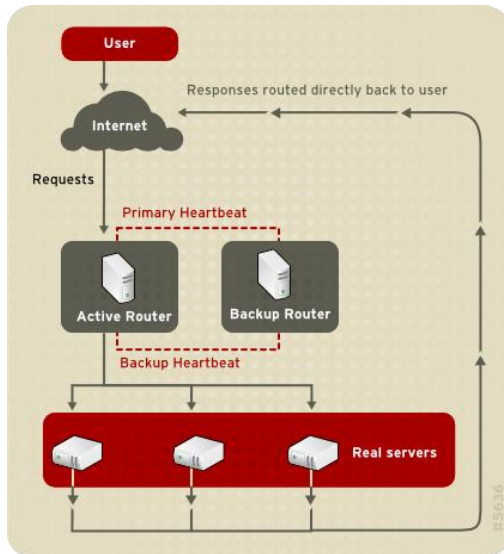 User
Responses routed directly back to user
Internet
Requests
Primary Heartbeat
Active Router
Backup Router
Backup Heartbeat
Real servers
#5636